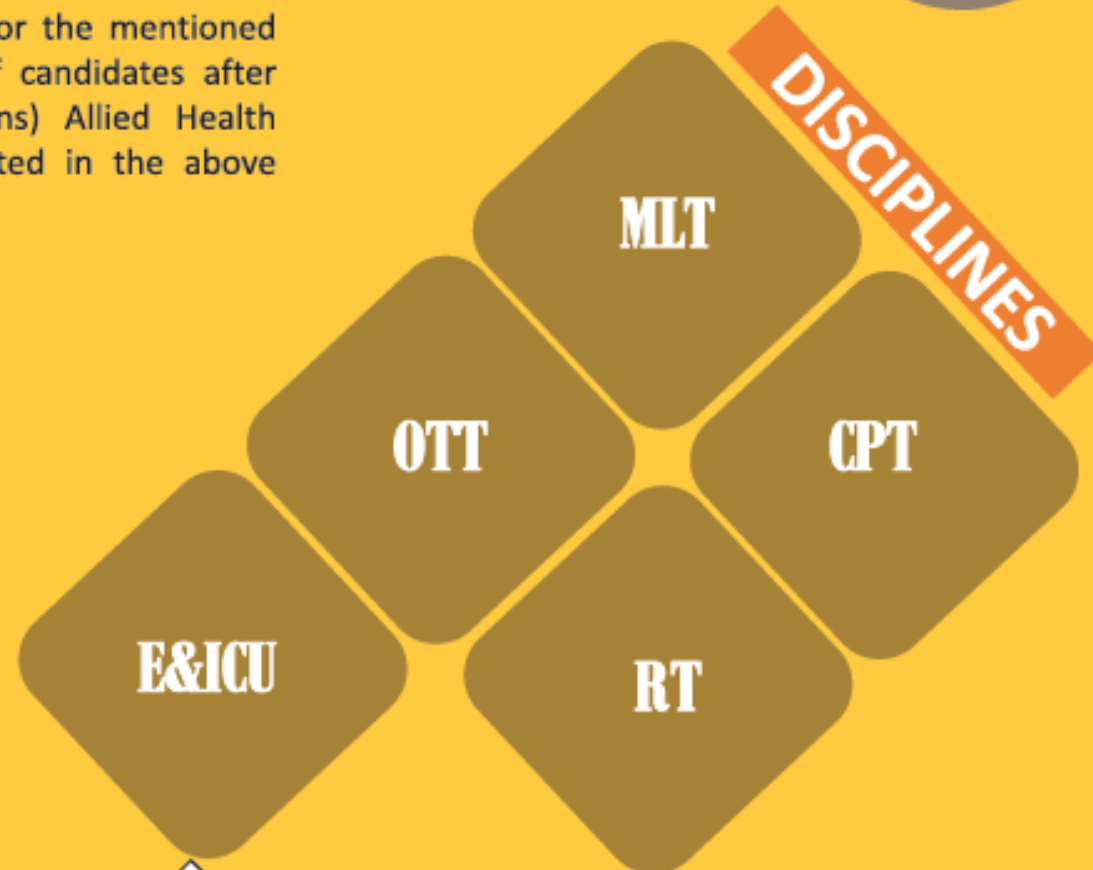 or the mentioned
candidates after
ns) Allied Health
ted in the above
DISCIPLINES
MLT
OTT
CPT
E&ICU
RT